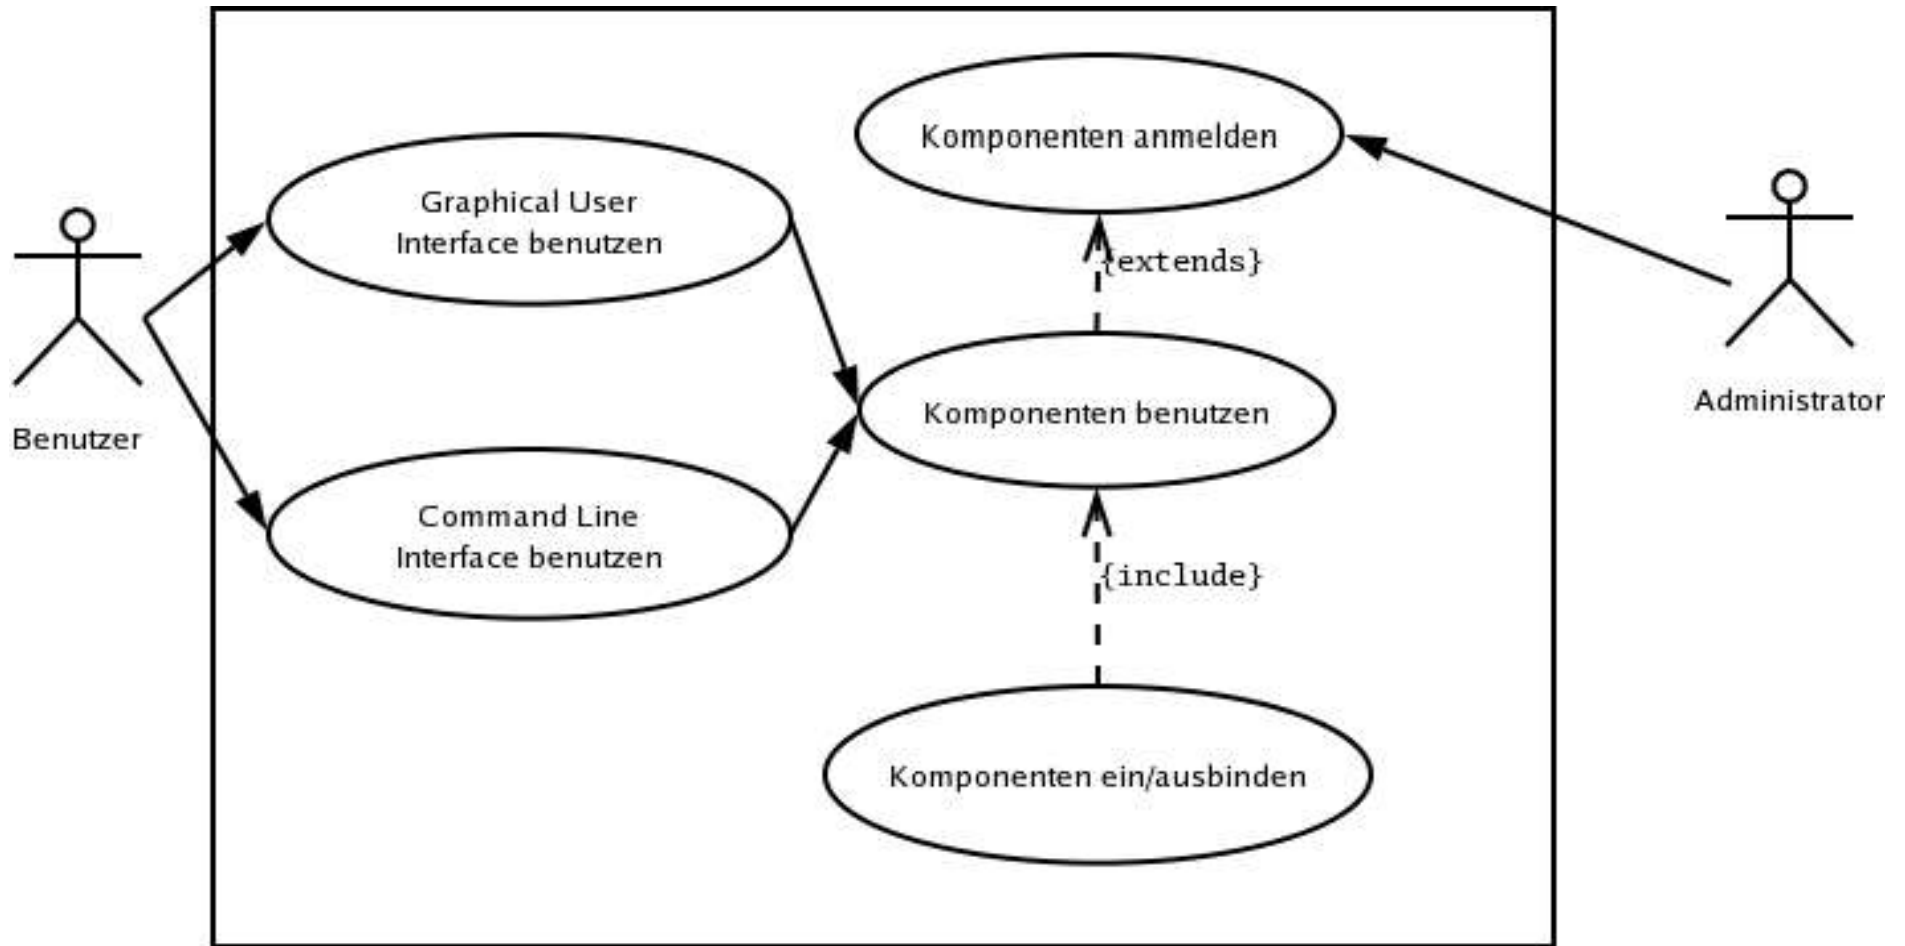 Komponenten anmelden
Graphical User
Interface benutzen
{extends}
Benutzer
Komponenten benutzen
Administrator
Command Line
Interface benutzen
{include}
Komponenten ein/ausbinden